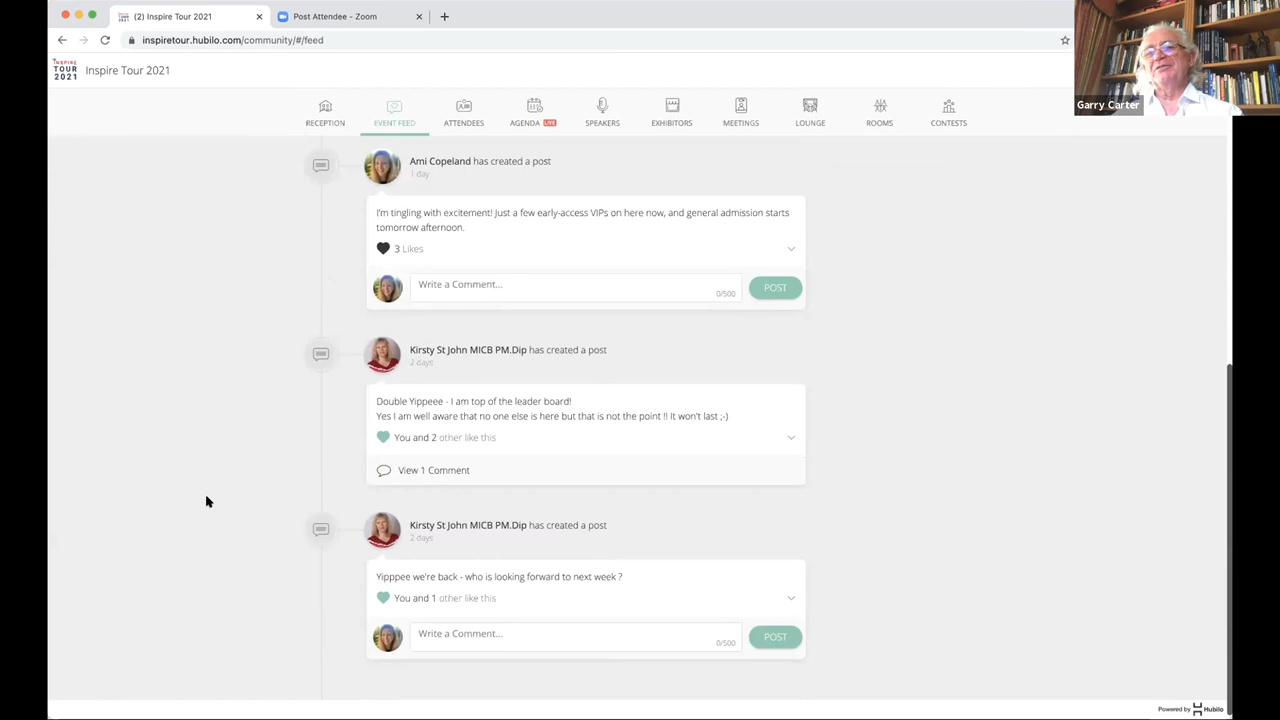 (2) Inspire Tour 2021
Post Attendee - Zoom
inspiretour.hubilo.com/community/#/feed
INSPIRE
TOUR
2021
Inspire Tour 2021
Garry Carter
RECEPTION
EVENT FEED
ATTENDEES
AGENDA LIVE
SPEAKERS
EXHIBITORS
MEETINGS
LOUNGE
ROOMS
CONTESTS
Ami Copeland has created a post
1 day
I'm tingling with excitement! Just a few early-access VIPs on here now, and general admission starts
tomorrow afternoon.
3 Likes
Write a Comment...
0/500
POST
Kirsty St John MICB PM.Dip has created a post
2 days
Double Yippeee - I am top of the leader board!
Yes I am well aware that no one else is here but that is not the point !! It won't last ;-)
You and 2 other like this
View 1 Comment
Kirsty St John MICB PM.Dip has created a post
2 days
Yipppee we're back - who is looking forward to next week ?
You and 1 other like this
Write a Comment...
0/500
POST
Powered by Hubilo